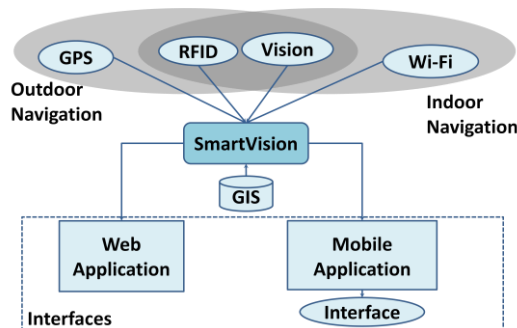 GPS
RFID
Vision
Wi-Fi
Outdoor
Navigation
Indoor
Navigation
SmartVision
GIS
Web
Application
Mobile
Application
Interfaces
Interface